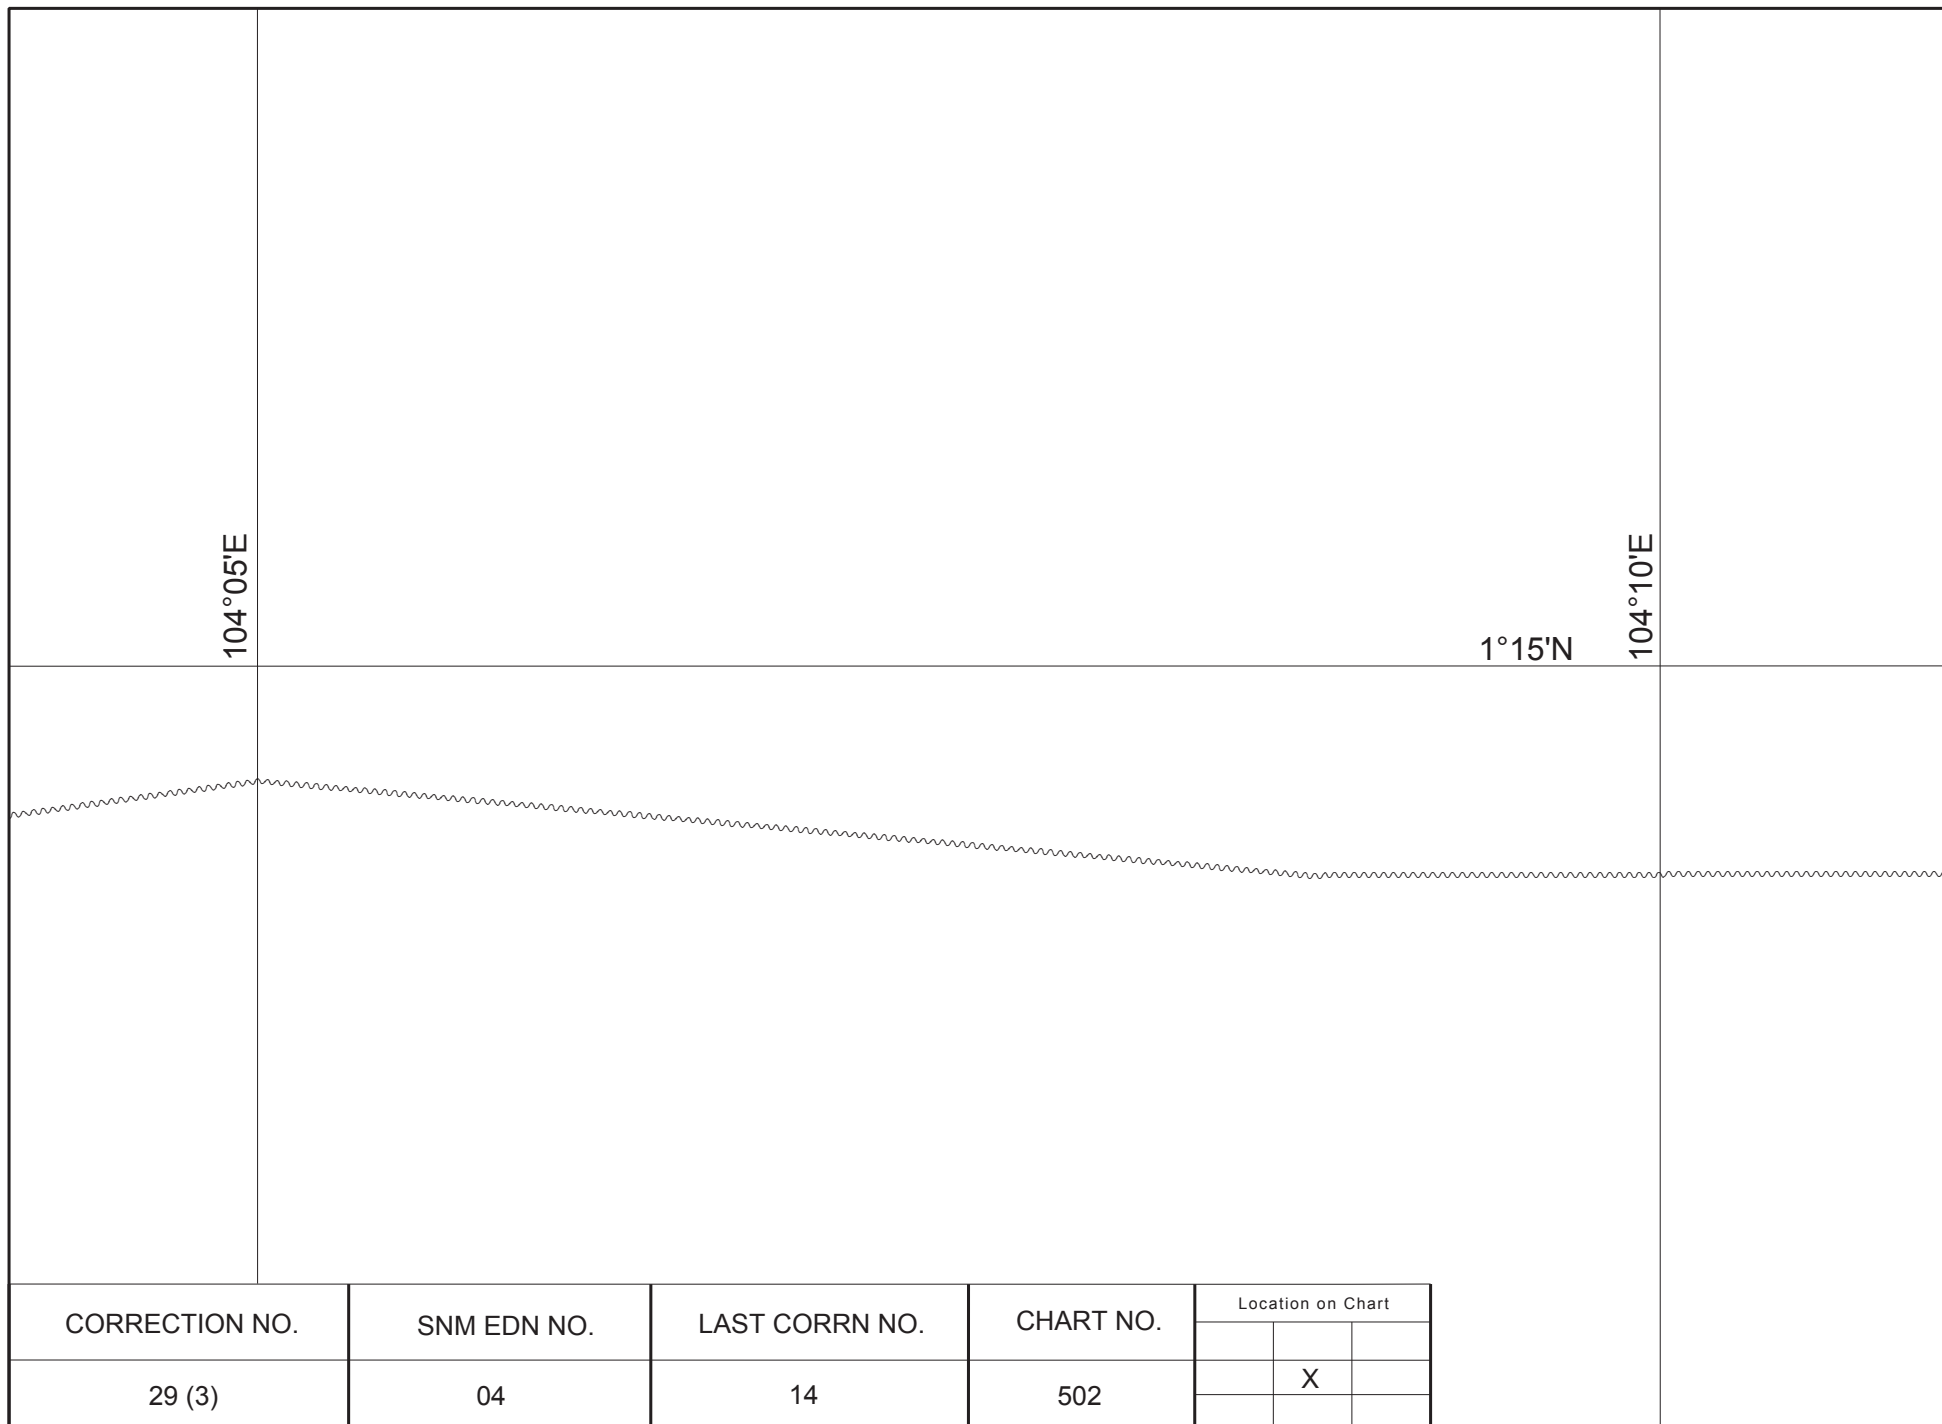 104°05'E
104°10'E
1°15'N
CORRECTION NO. SNM EDN NO. LAST CORRN NO. CHART NO. Location on Chart
X
29 (3) 04 14 502